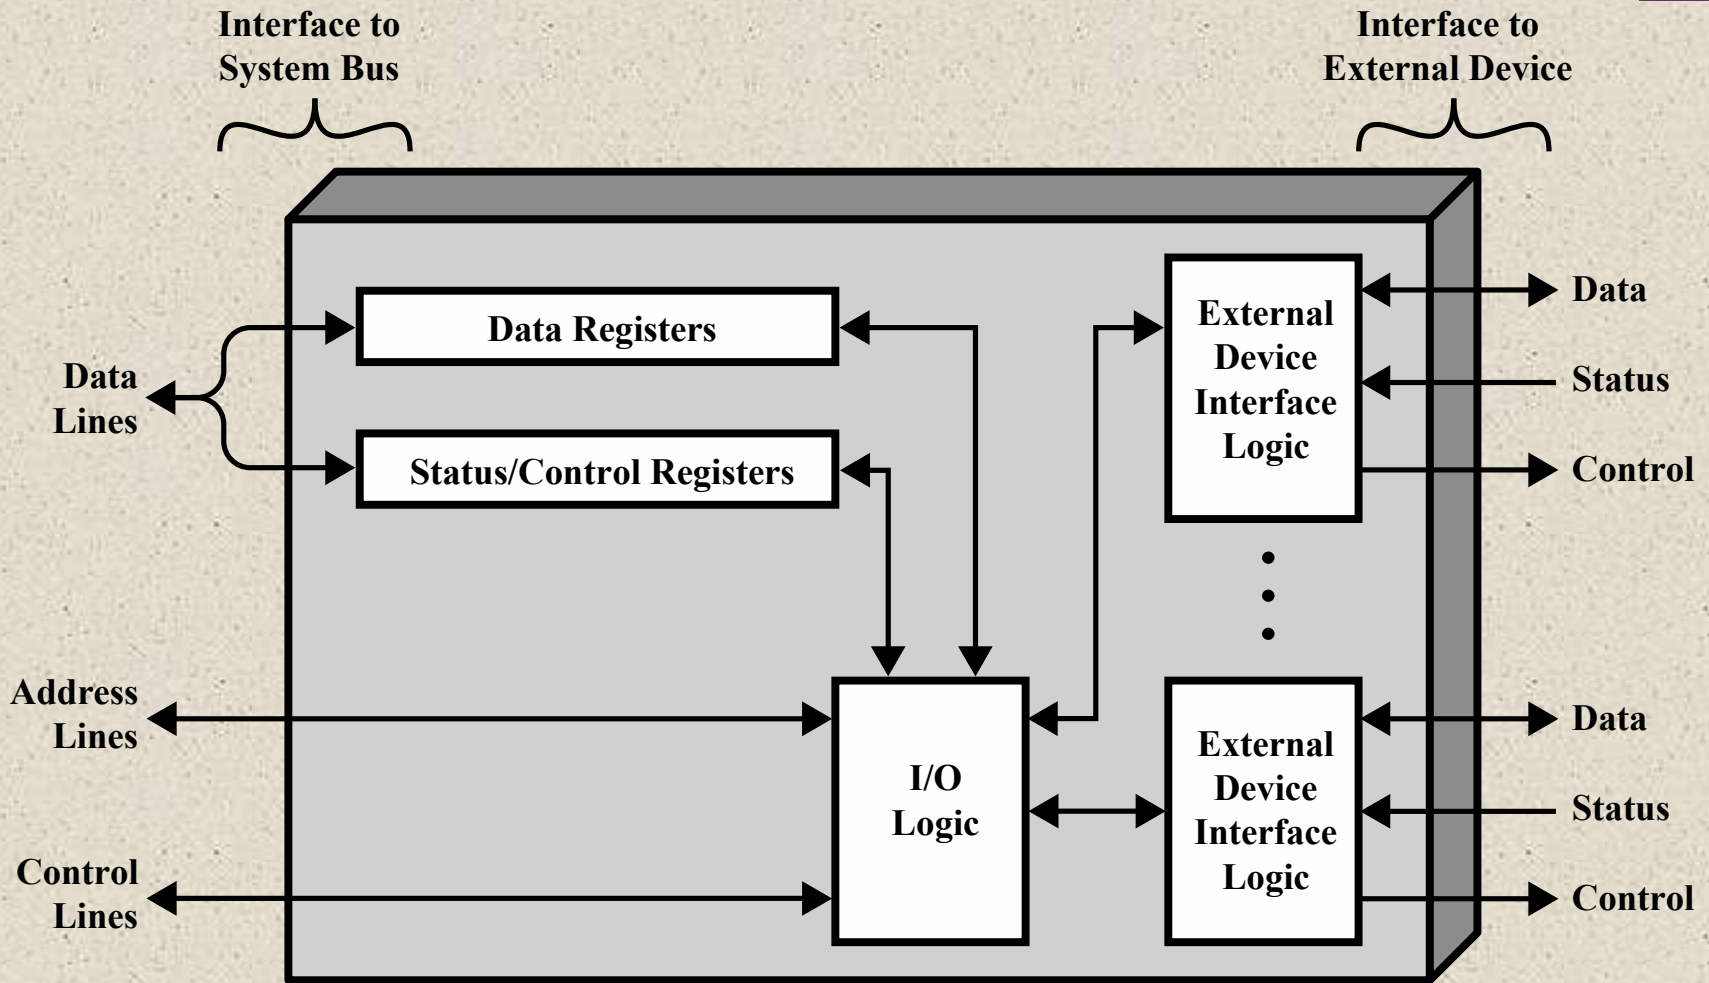 Interface to
System Bus
Interface to
External Device
Data Registers
Status/Control Registers
Data
Lines
Address
Lines
Control
Lines
I/O
Logic
External
Device
Interface
Logic
Data
Status
Control
External
Device
Interface
Logic
Data
Status
Control